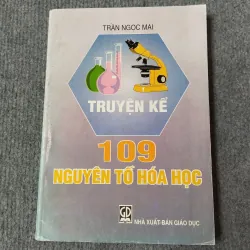 TRẦN NGỌC MAI
TRUYỆN KỂ
109
NGUYÊN TỐ HÓA HỌC
NHÀ XUẤT BẢN GIÁO DỤC